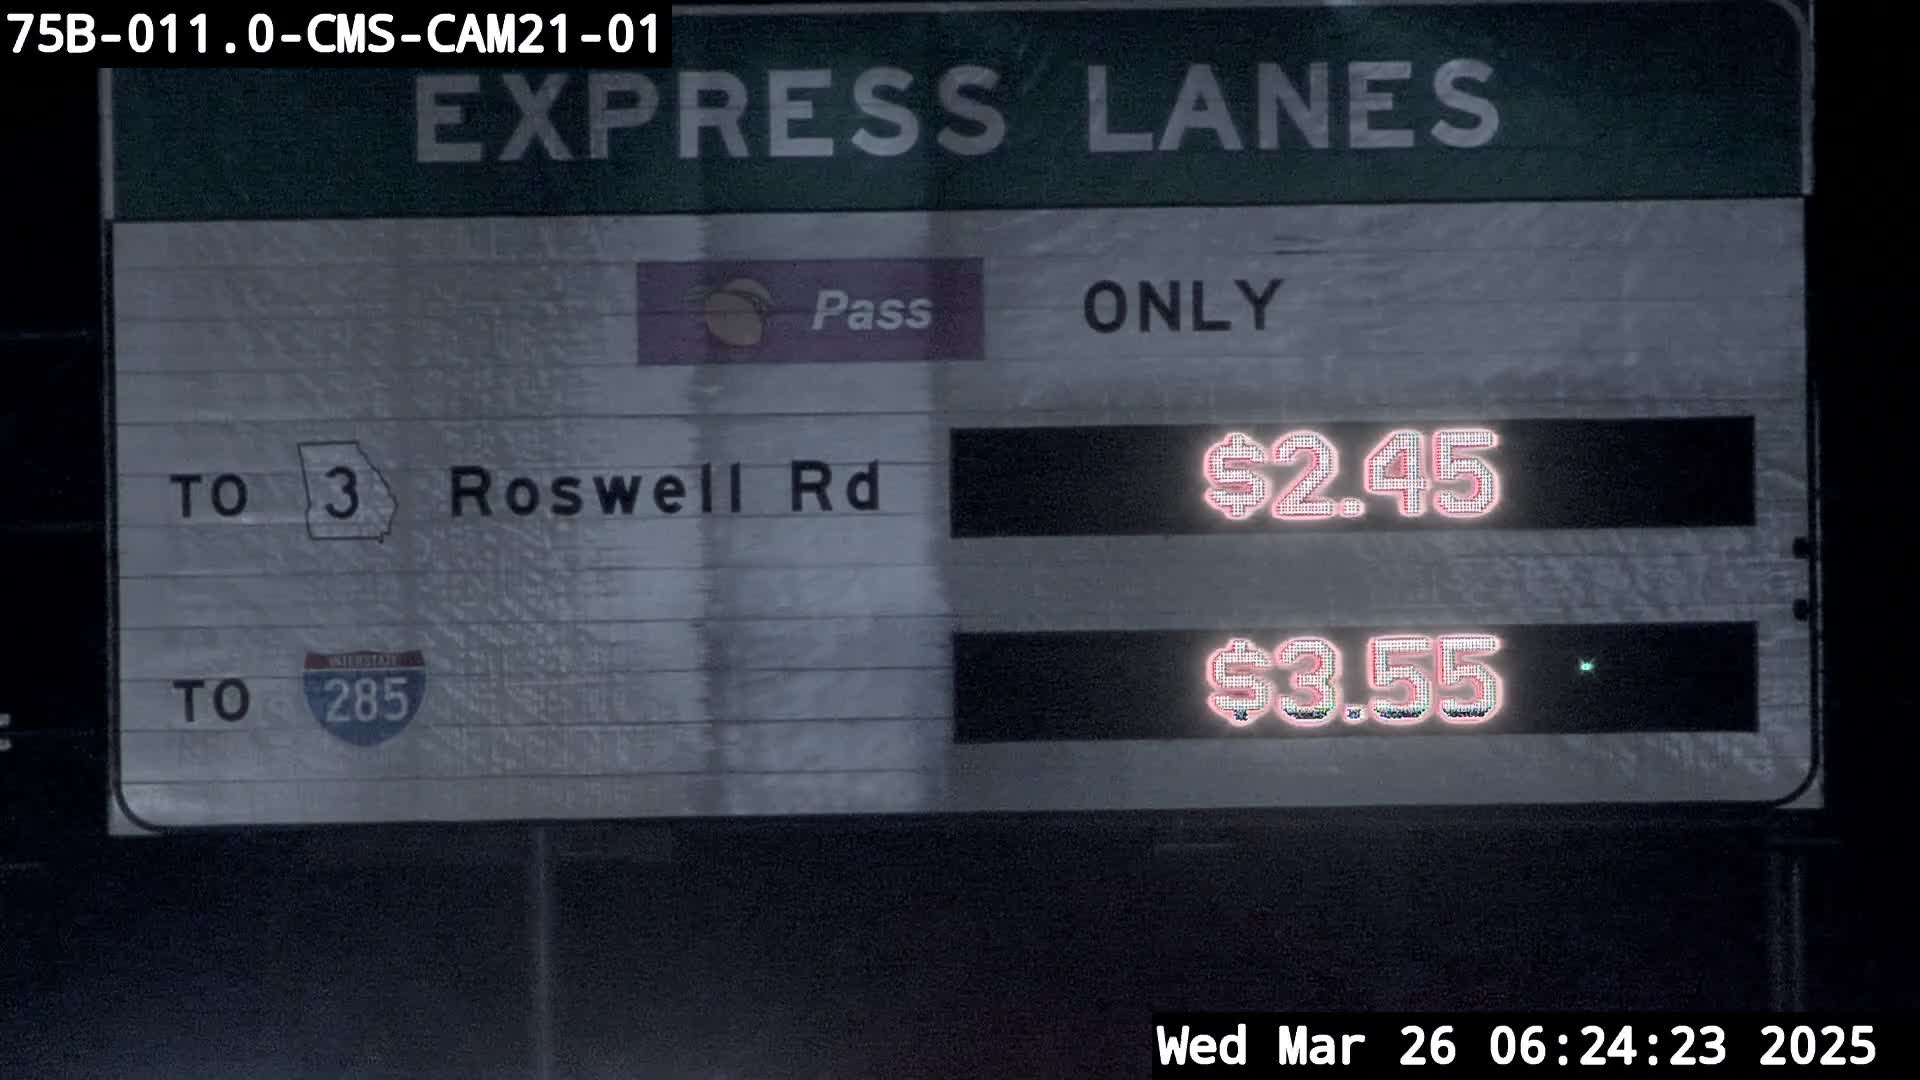 75B-011.0-CMS-CAM21-01
EXPRESS LANES
Pass ONLY
TO 3 Roswell Rd $2.45
TO INTERSTATE 285 $3.55
Wed Mar 26 06:24:23 2025